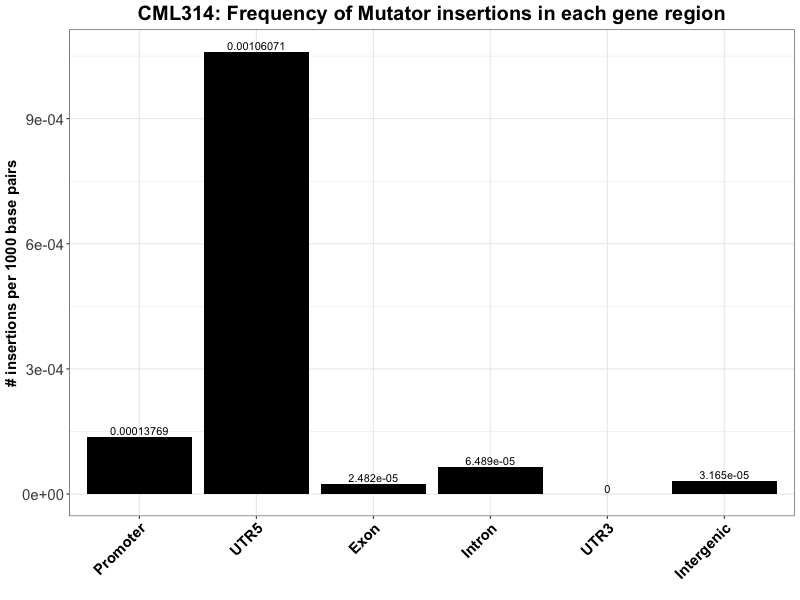 CML314: Frequency of Mutator insertions in each gene region
# insertions per 1000 base pairs
9e-04
6e-04
3e-04
0e+00
0.00013769
0.00106071
2.482e-05
6.489e-05
0
3.165e-05
Promoter
UTR5
Exon
Intron
UTR3
Intergenic